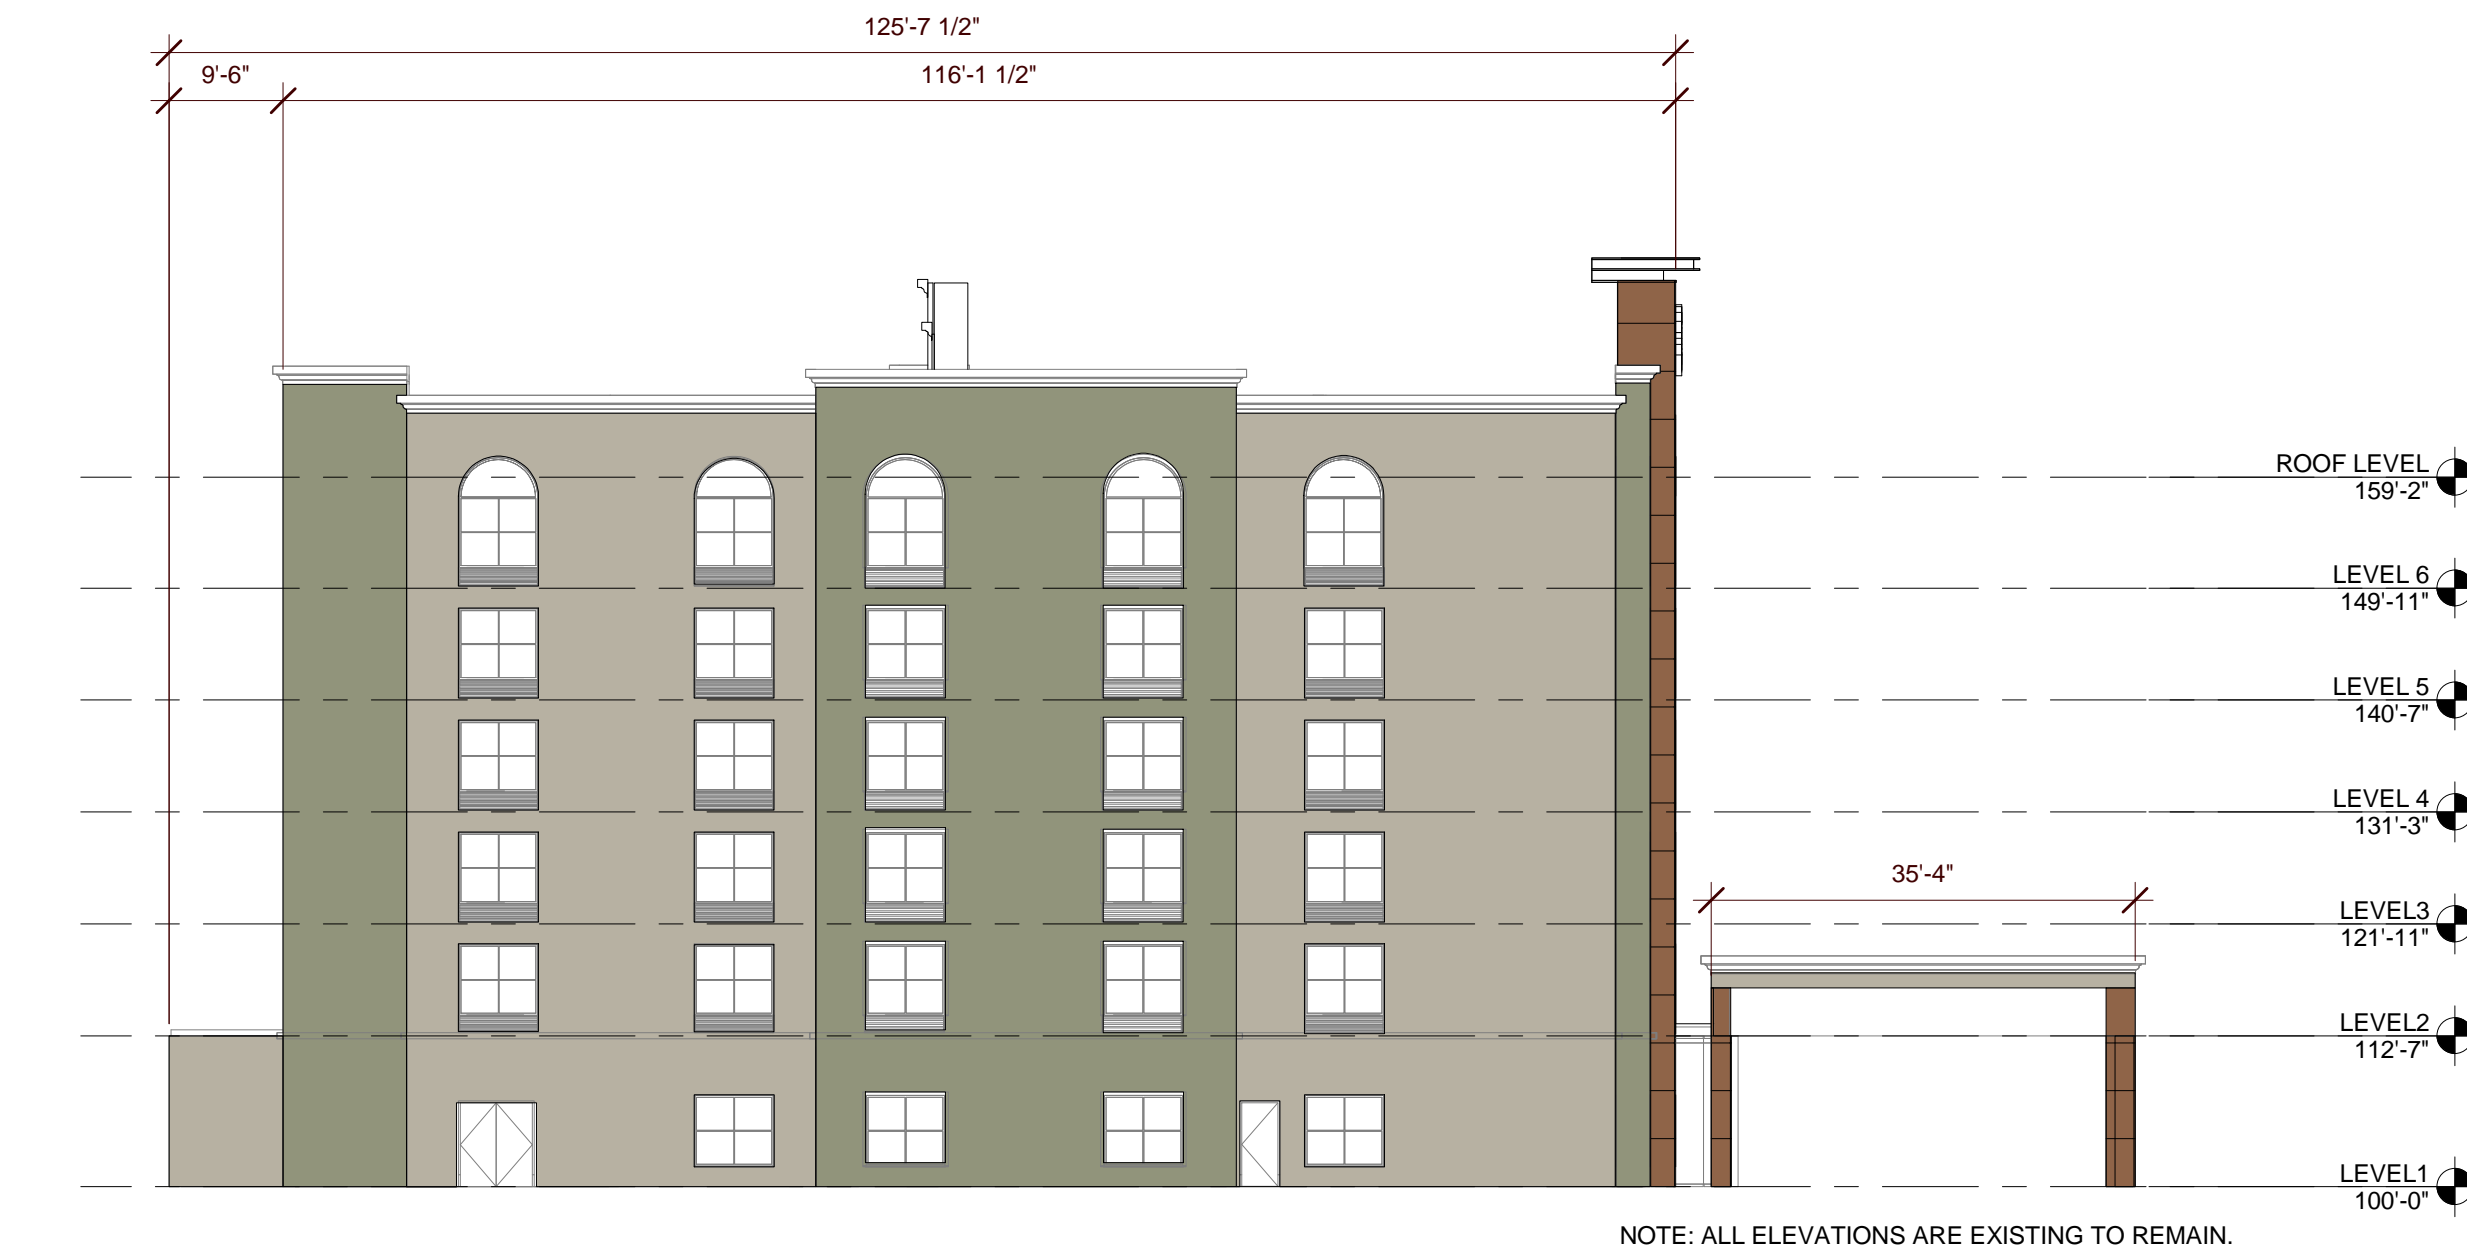 125'-7 1/2"
9'-6"
116'-1 1/2"
ROOF LEVEL
159'-2"
LEVEL 6
149'-11"
LEVEL 5
140'-7"
LEVEL 4
131'-3"
35'-4"
LEVEL3
121'-11"
LEVEL2
112'-7"
LEVEL1
100'-0"
NOTE: ALL ELEVATIONS ARE EXISTING TO REMAIN.